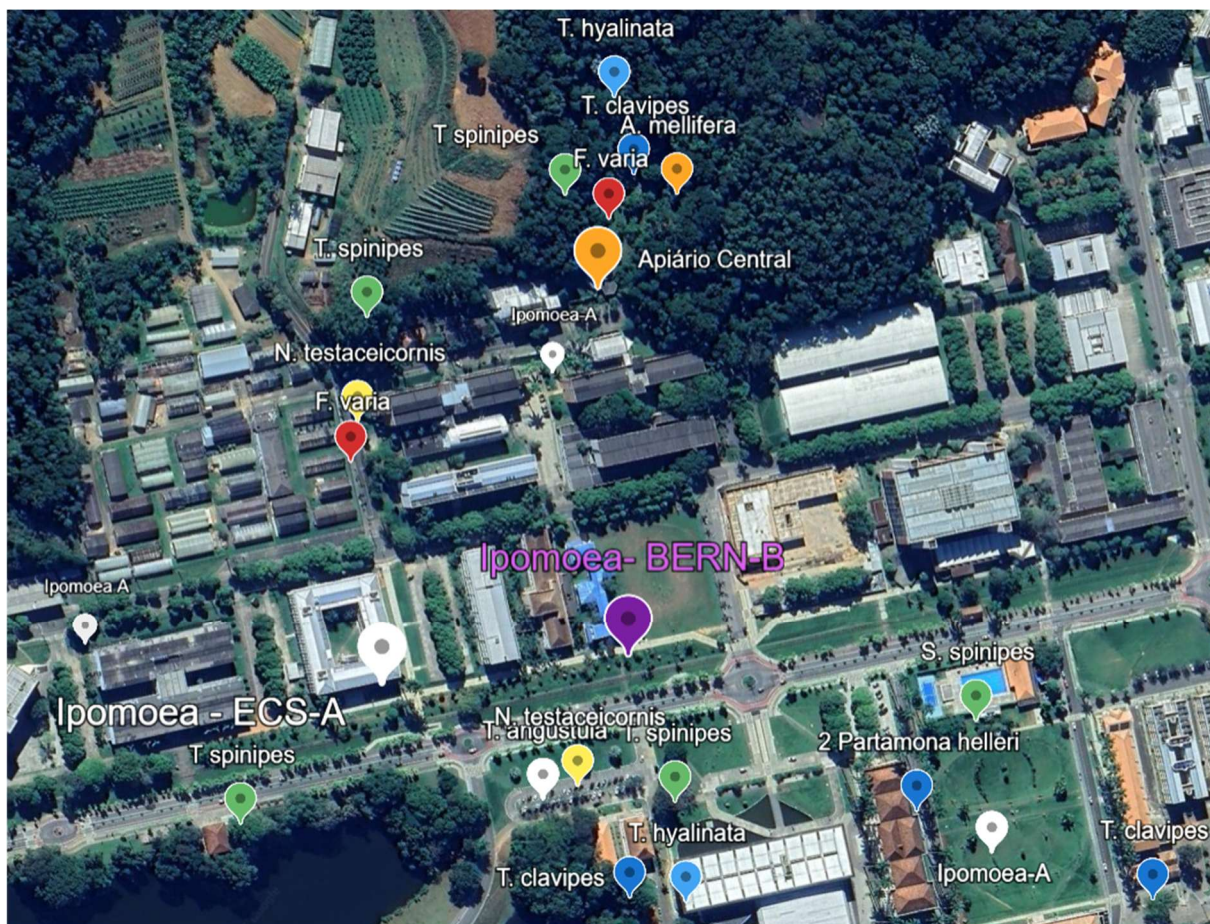 T. hyalinata
T. clavipes
A. mellifera
T spinipes
F. varia
T. spinipes
Apiário Central
Ipomoea-A
N. testaceicornis
F. varia
Ipomoea- BERN-B
Ipomoea A
S. spinipes
Ipomoea - ECS-A
N. testaceicornis
T. angustula
T. spinipes
2 Partamona helleri
T spinipes
T. hyalinata
T. clavipes
Ipomoea-A
T. clavipes